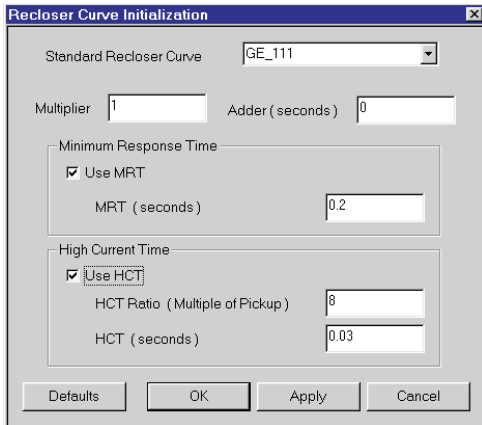 Recloser Curve Initialization
Standard Recloser Curve GE_111
Multiplier 1 Adder ( seconds ) 0
Minimum Response Time
Use MRT
MRT ( seconds ) 0.2
High Current Time
Use HCT
HCT Ratio ( Multiple of Pickup ) 8
HCT ( seconds ) 0.03
Defaults OK Apply Cancel